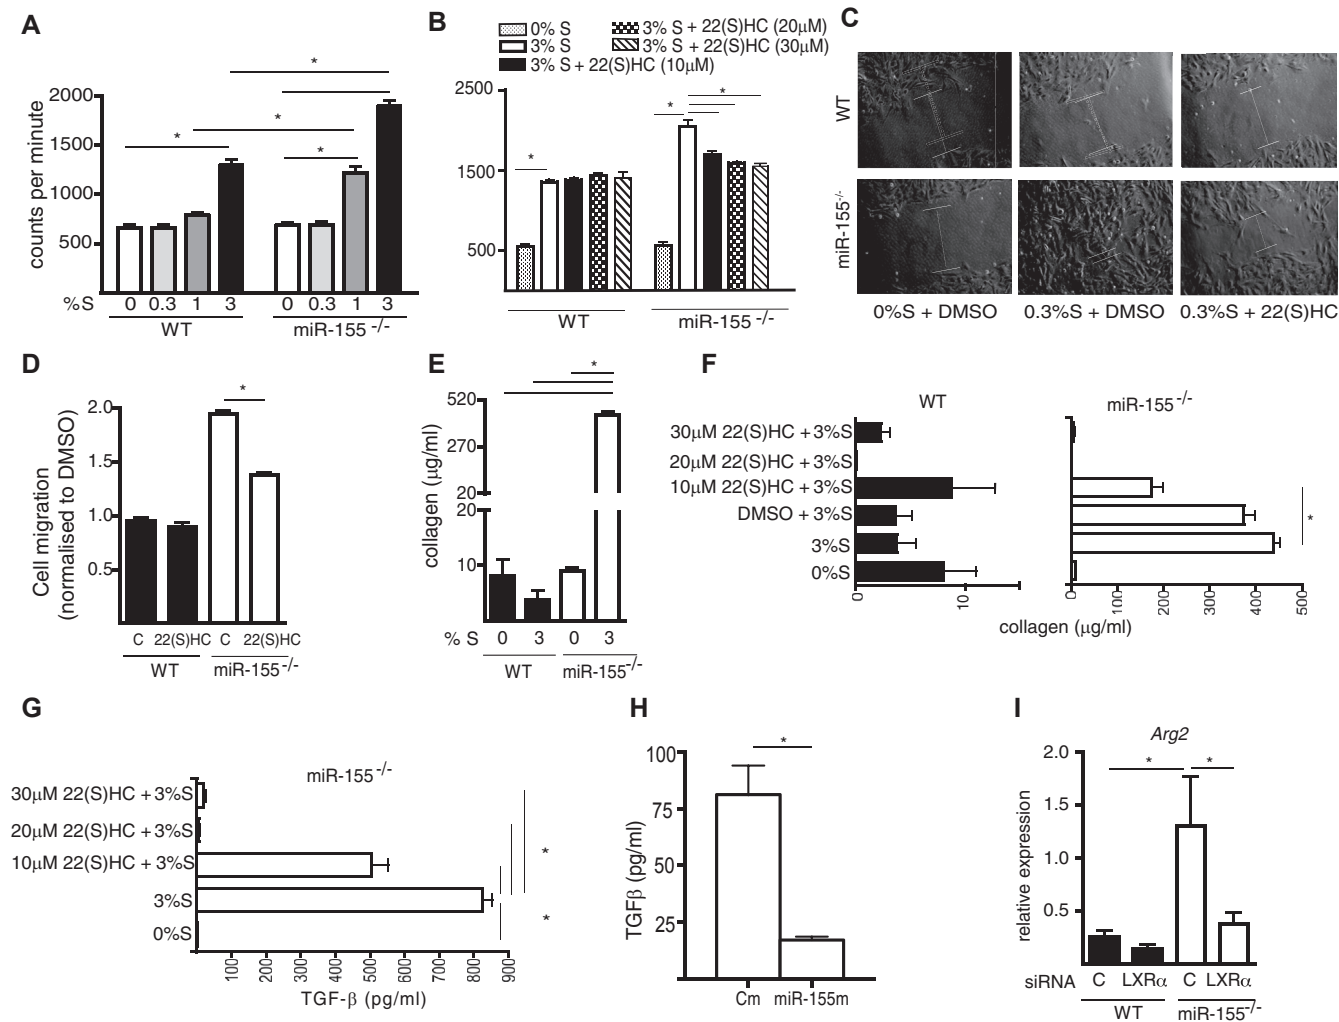 A
counts per minute
2000
1500
1000
500
*
*
*
*
%S 0 0.3 1 3 0 0.3 1 3
WT miR-155 -/-
B
0% S
3% S
3% S + 22(S)HC (10µM)
3% S + 22(S)HC (20µM)
3% S + 22(S)HC (30µM)
2500
1500
500
*
*
*
WT miR-155 -/-
C
WT
miR-155-/-
0%S + DMSO 0.3%S + DMSO 0.3%S + 22(S)HC
D
Cell migration
(normalised to DMSO)
2.0
1.5
1.0
0.5
*
C 22(S)HC C 22(S)HC
WT miR-155-/-
E
collagen (µg/ml)
520
270
20
20
10
*
% S 0 3 0 3
WT miR-155-/-
F
WT miR-155-/-
30µM 22(S)HC + 3%S
20µM 22(S)HC + 3%S
10µM 22(S)HC + 3%S
DMSO + 3%S
3%S
0%S
*
0 10 0 100 200 300 400 500
collagen (µg/ml)
G
miR-155-/-
30µM 22(S)HC + 3%S
20µM 22(S)HC + 3%S
10µM 22(S)HC + 3%S
3%S
0%S
*
*
100 200 300 400 500 600 700 800 900
TGF-β (pg/ml)
H
TGFβ (pg/ml)
100
75
50
25
*
Cm miR-155m
I
Arg2
relative expression
2.0
1.5
1.0
0.5
* *
siRNA C LXRα C LXRα
WT miR-155-/-